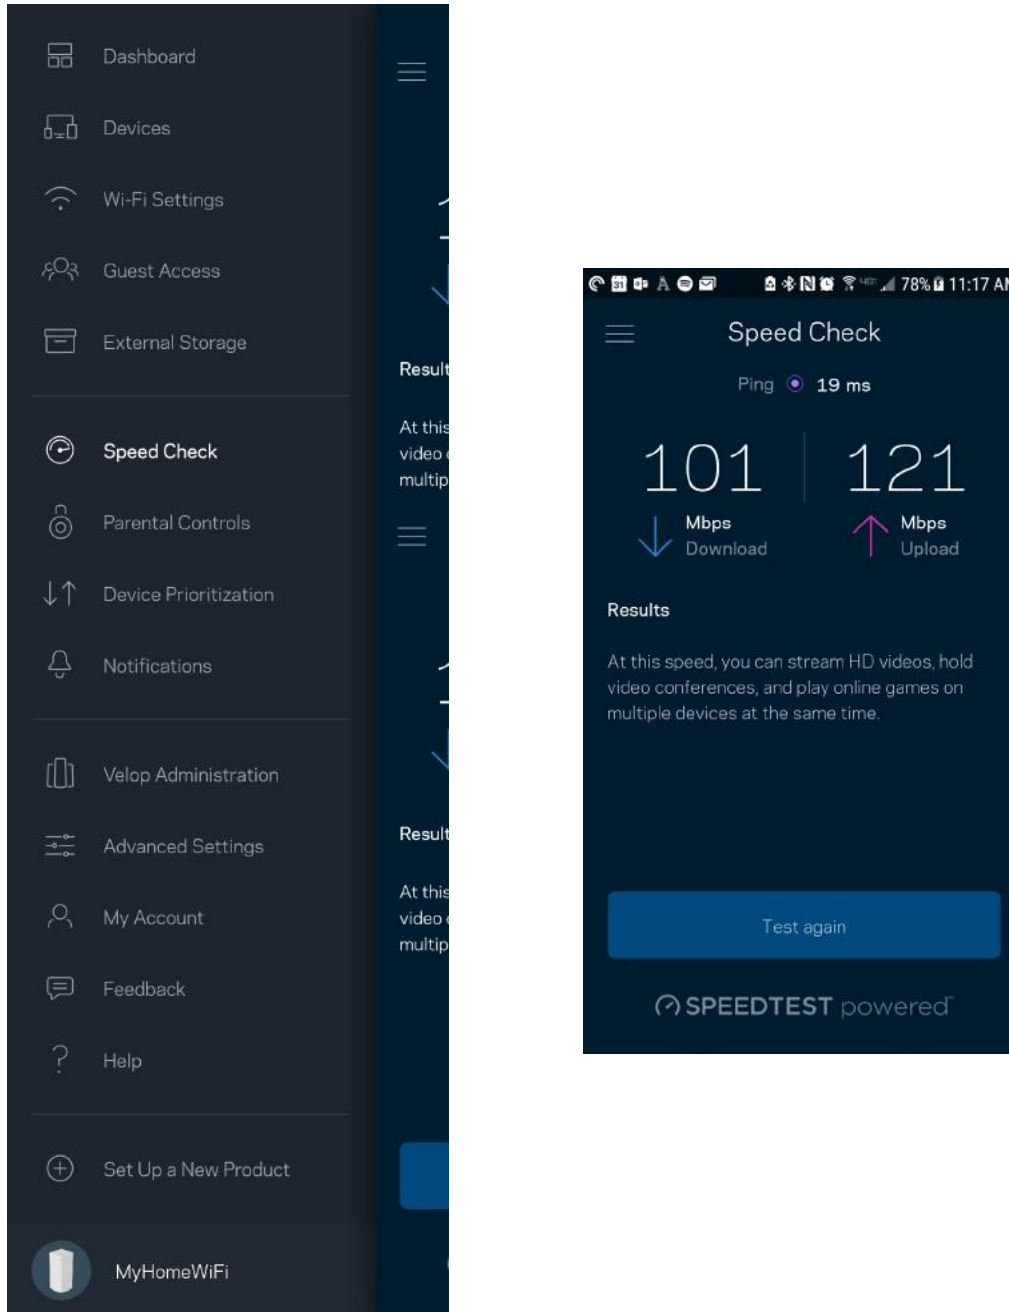 Dashboard
Devices
Wi-Fi Settings
Guest Access
External Storage
Speed Check
Parental Controls
Device Prioritization
Notifications
Velop Administration
Advanced Settings
My Account
Feedback
Help
Set Up a New Product
MyHomeWiFi
Result
At this
video
multip
Result
At this
video
multip
31 78% 11:17 AM
Speed Check
Ping 19 ms
101 121
Mbps Mbps
Download Upload
Results
At this speed, you can stream HD videos, hold
video conferences, and play online games on
multiple devices at the same time.
Test again
SPEEDTEST powered™